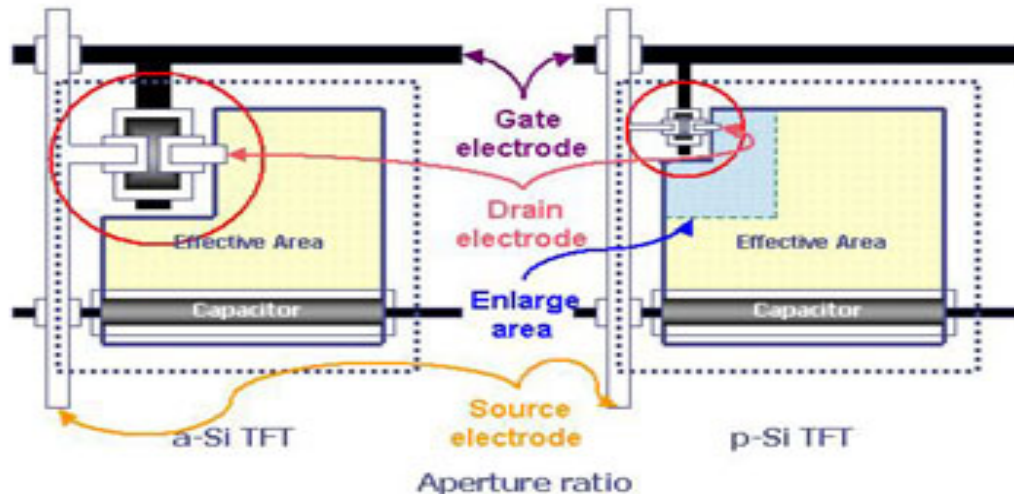 Gate
electrode
Drain
electrode
Effective Area
Effective Area
Enlarge
area
Capacitor
Capacitor
Source
electrode
a-Si TFT
p-Si TFT
Aperture ratio